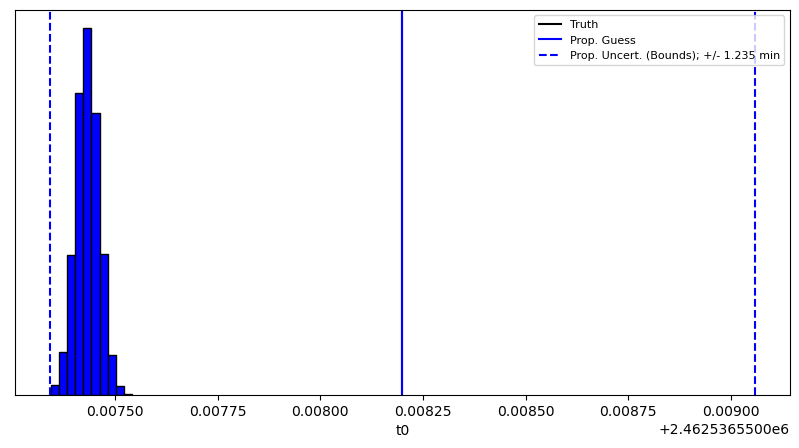 Truth
Prop. Guess
Prop. Uncert. (Bounds); +/- 1.235 min
0.00750 0.00775 0.00800 0.00825 0.00850 0.00875 0.00900
t0 +2.4625365500e6